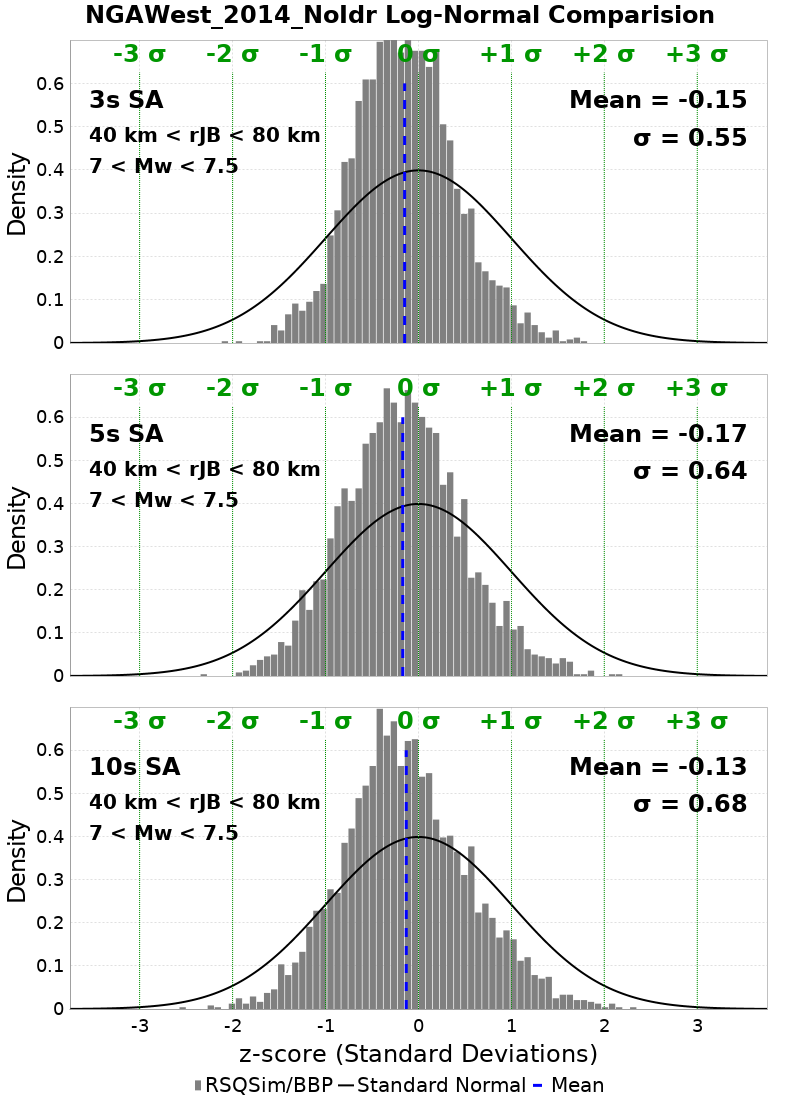 NGAWest_2014_NoIdr Log-Normal Comparision
-3 σ -2 σ -1 σ 0 σ +1 σ +2 σ +3 σ
3s SA Mean = -0.15
40 km < rJB < 80 km σ = 0.55
7 < Mw < 7.5
0.6
0.5
0.4
0.3
0.2
0.1
0
Density
-3 σ -2 σ -1 σ 0 σ +1 σ +2 σ +3 σ
5s SA Mean = -0.17
40 km < rJB < 80 km σ = 0.64
7 < Mw < 7.5
0.6
0.5
0.4
0.3
0.2
0.1
0
Density
-3 σ -2 σ -1 σ 0 σ +1 σ +2 σ +3 σ
10s SA Mean = -0.13
40 km < rJB < 80 km σ = 0.68
7 < Mw < 7.5
0.6
0.5
0.4
0.3
0.2
0.1
0
Density
-3 -2 -1 0 1 2 3
z-score (Standard Deviations)
RSQSim/BBP Standard Normal Mean